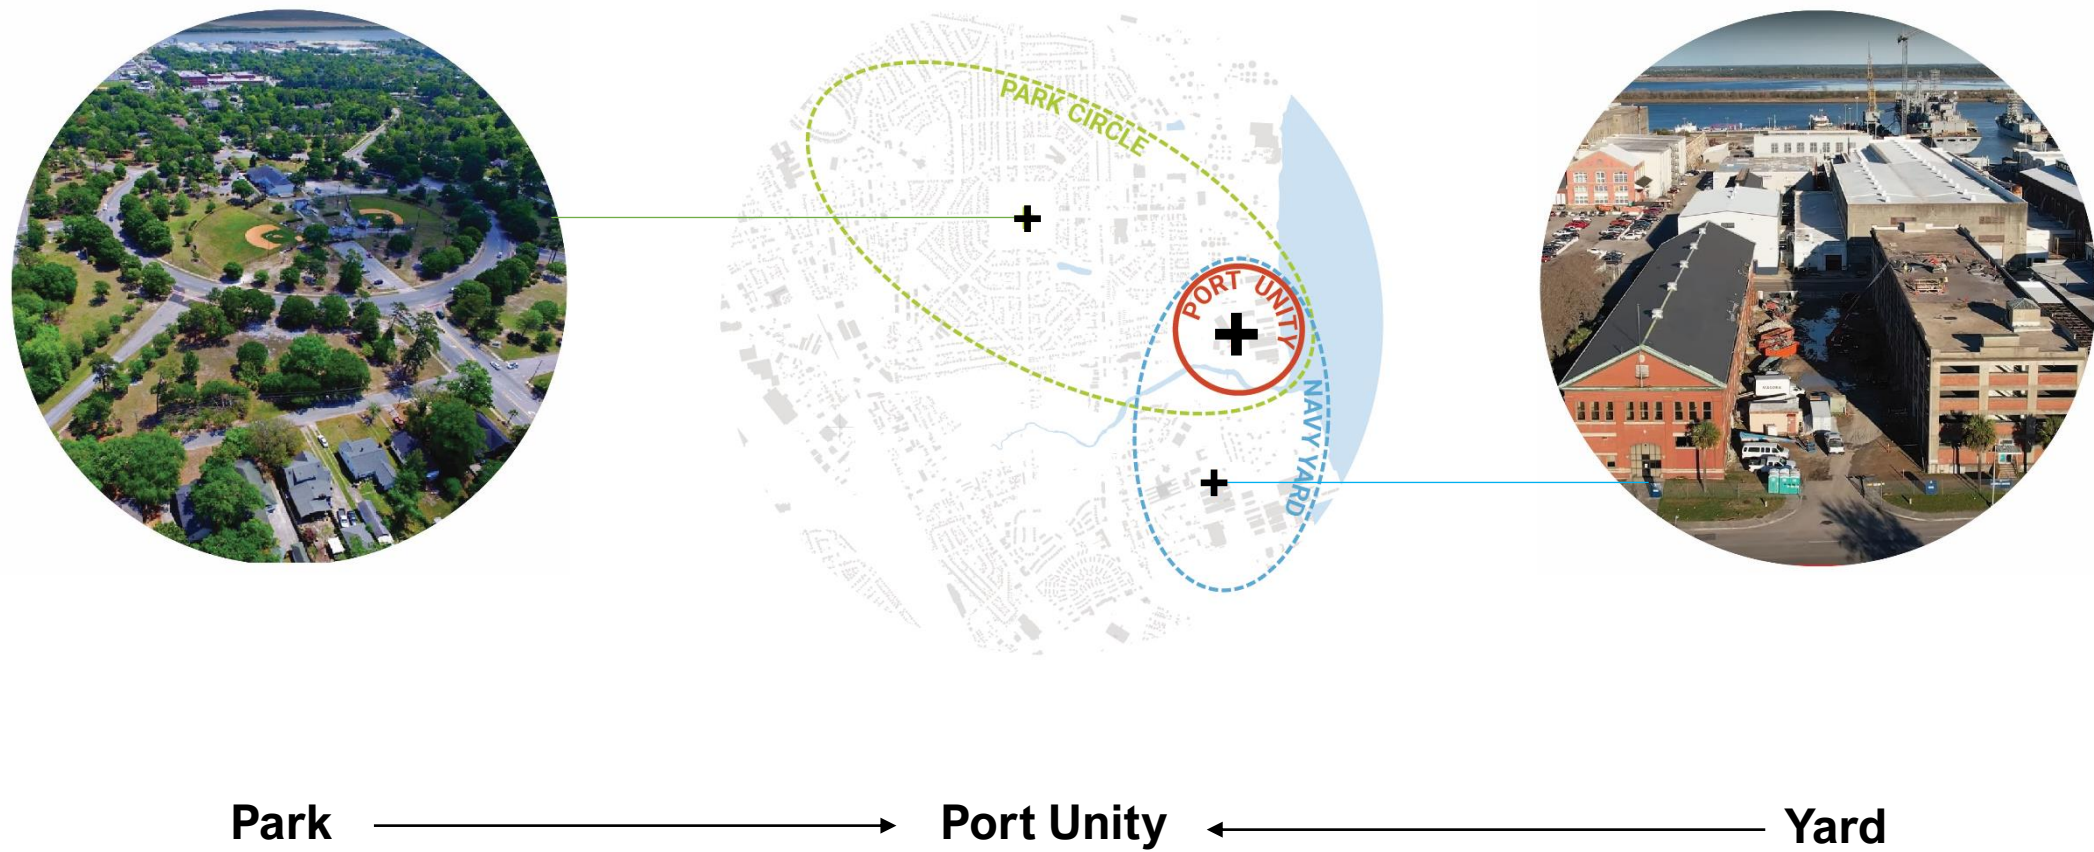 PARK CIRCLE
PORT UNITY
NAVY YARD
Park
Port Unity
Yard